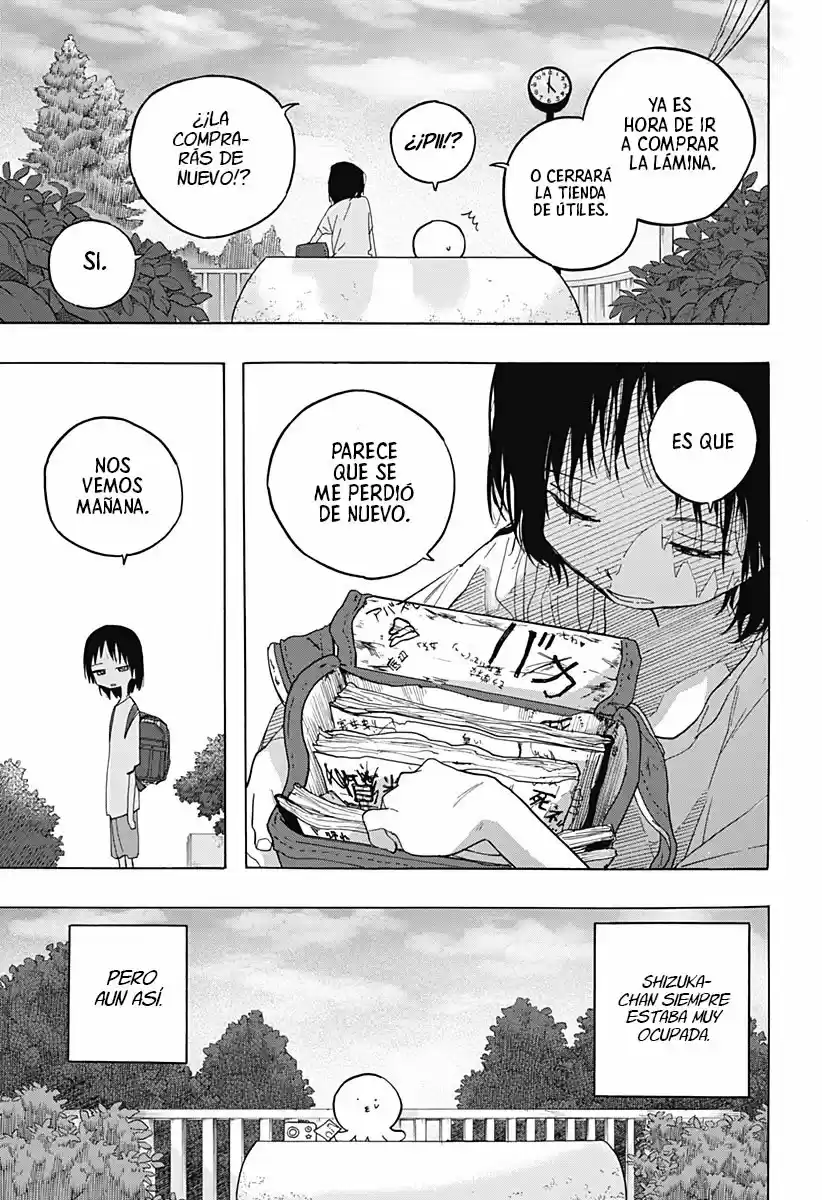 YA ES
HORA DE IR
A COMPRAR
LA LÁMINA.
O CERRARÁ
LA TIENDA
DE ÚTILES.
¿¡PII!?
¿¡LA
COMPRA-
RÁS DE
NUEVO!?
SI.
ES QUE
PARECE
QUE SE
ME PERDIÓ
DE NUEVO.
バカ
死ね
NOS
VEMOS
MAÑANA.
SHIZUKA-
CHAN SIEMPRE
ESTABA MUY
OCUPADA.
PERO
AUN ASÍ.